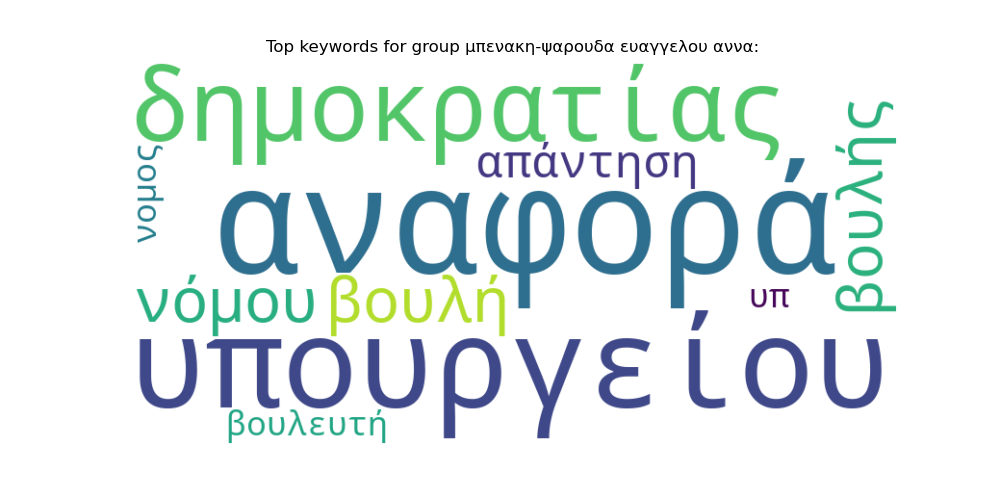 Top keywords for group μπενακη-ψαρουδα ευαγγελου αννα:
δημοκρατίας
νομος
απάντηση
βουλής
αναφορά
νόμου
βουλή
υπ
υπουργείου
βουλευτή